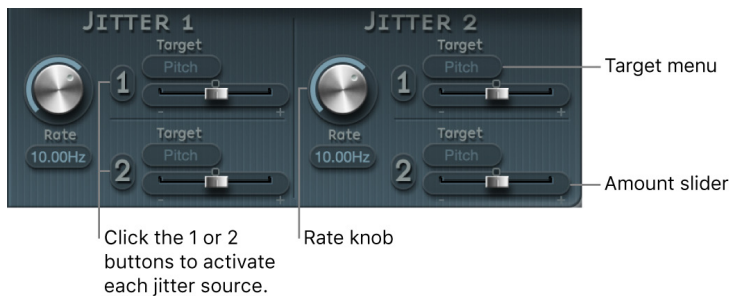 JITTER 1
JITTER 2
Target
Pitch
1
- +
Rate
10.00Hz
Target
Pitch
2
- +
Target
Pitch
1
- +
Rate
10.00Hz
Target
Pitch
2
- +
Target menu
Amount slider
Click the 1 or 2
buttons to activate
each jitter source.
Rate knob